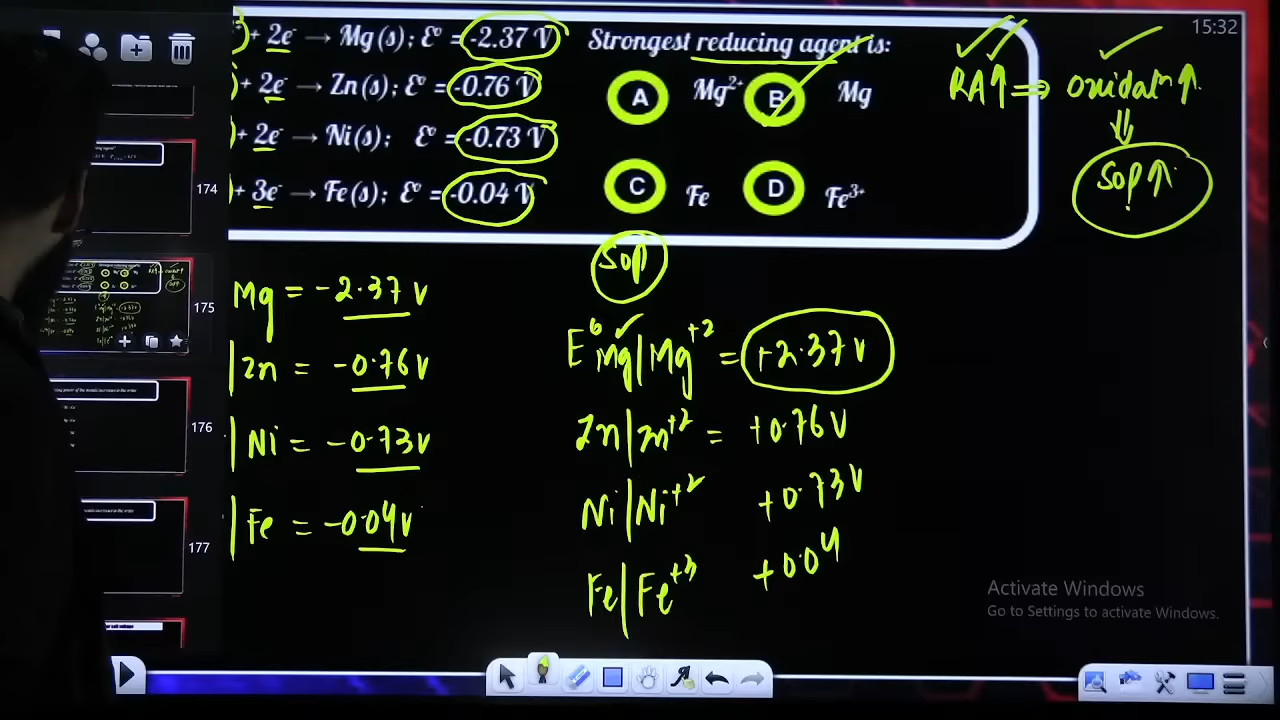 15:32
+ 2e⁻ → Mg(s); E° = -2.37 V
+ 2e⁻ → Zn(s); E° = -0.76 V
+ 2e⁻ → Ni(s); E° = -0.73 V
+ 3e⁻ → Fe(s); E° = -0.04 V
Strongest reducing agent is:
A Mg²⁺ B Mg
C Fe D Fe³⁺
RA↑ ⇒ oxidatⁿ ↑
⇓
SOP↑
SOP
Mg = -2.37 V
|Zn = -0.76 V
|Ni = -0.73 V
|Fe = -0.04 V
E° Mg|Mg⁺² = +2.37 V
Zn|Zn⁺² = +0.76 V
Ni|Ni⁺² +0.73 V
Fe|Fe⁺³ +0.04
174
175
176
177
Activate Windows
Go to Settings to activate Windows.